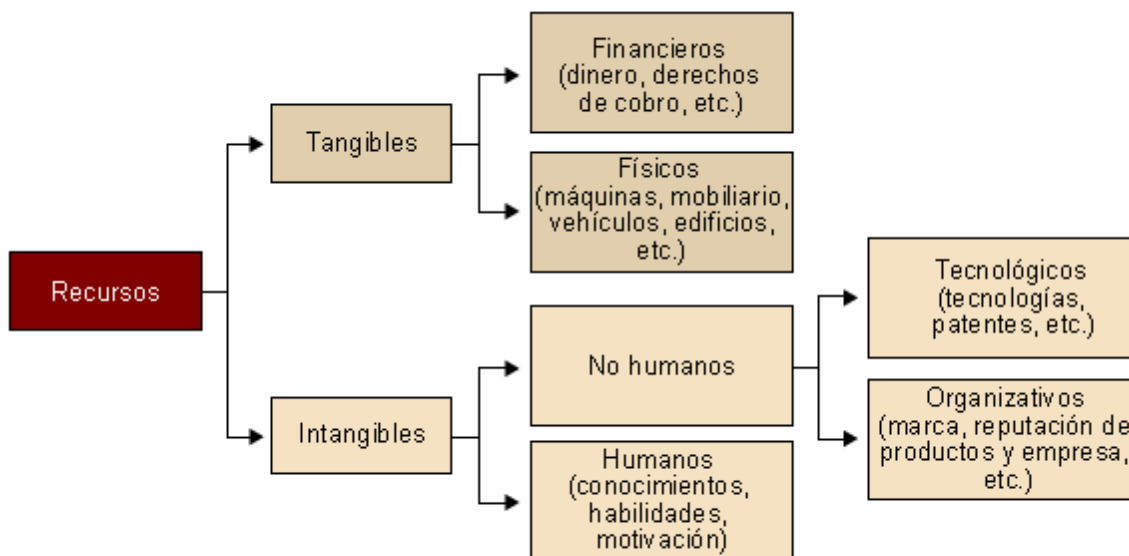 Financieros
(dinero, derechos
de cobro, etc.)
Tangibles
Físicos
(máquinas, mobiliario,
vehículos, edificios,
etc.)
Recursos
Tecnológicos
(tecnologías,
patentes, etc.)
No humanos
Intangibles
Organizativos
(marca, reputación de
productos y empresa,
etc.)
Humanos
(conocimientos,
habilidades,
motivación)